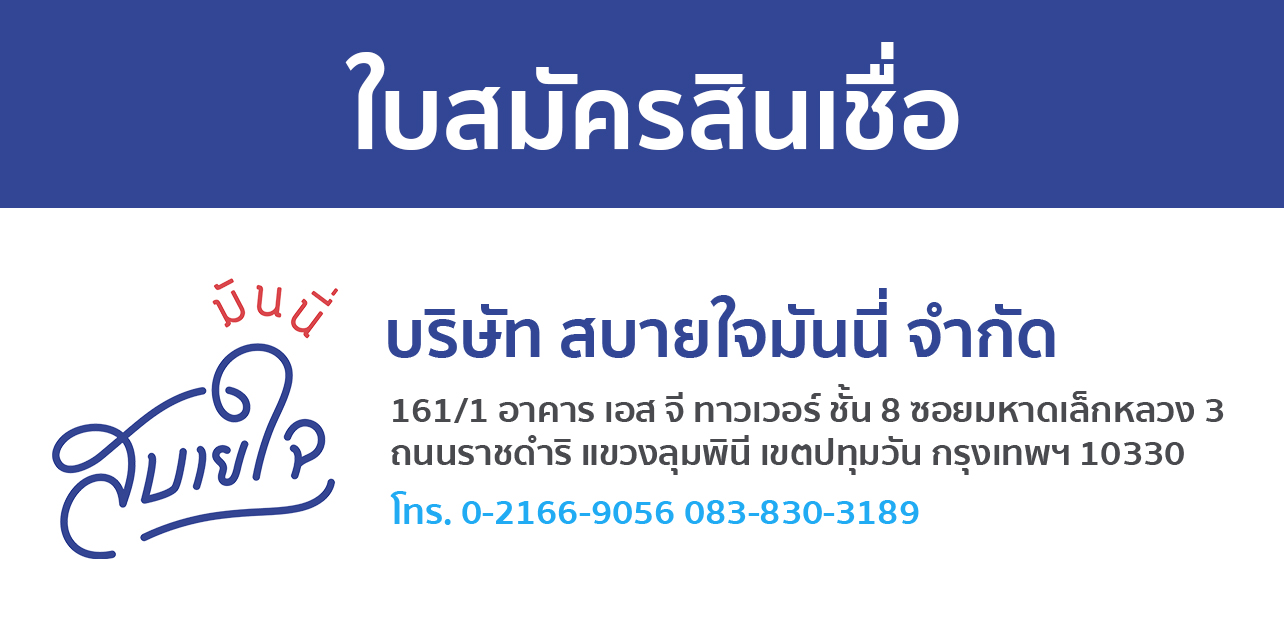 ใบสมัครสินเชื่อ
มันนี่
สบายใจ
บริษัท สบายใจมันนี่ จำกัด
161/1 อาคาร เอส จี ทาวเวอร์ ชั้น 8 ซอยมหาดเล็กหลวง 3
ถนนราชดำริ แขวงลุมพินี เขตปทุมวัน กรุงเทพฯ 10330
โทร. 0-2166-9056 083-830-3189